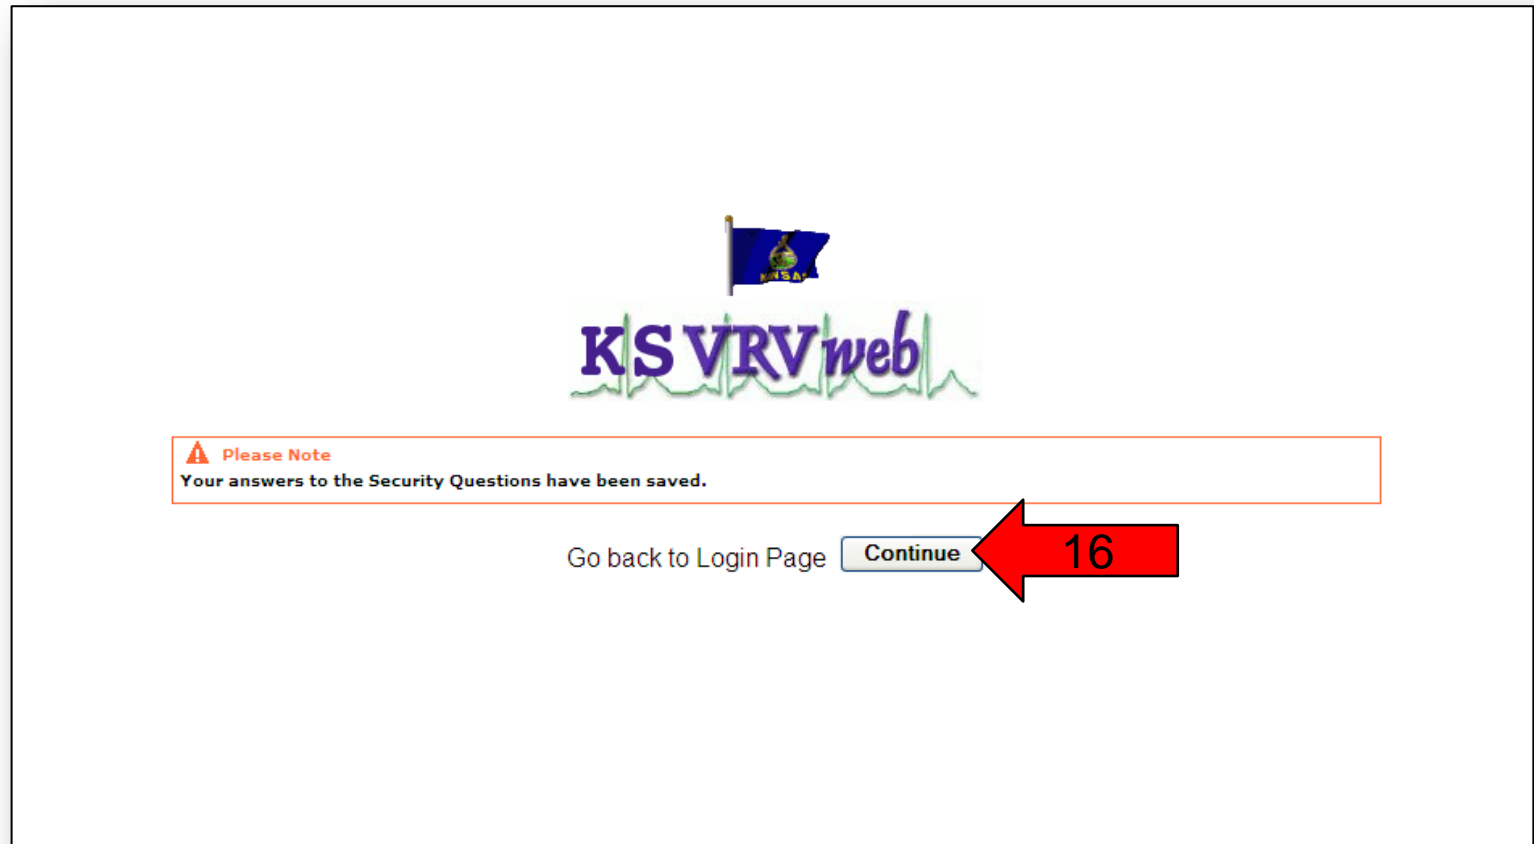 KANSAS
KS VRV web
Please Note
Your answers to the Security Questions have been saved.
Go back to Login Page Continue 16